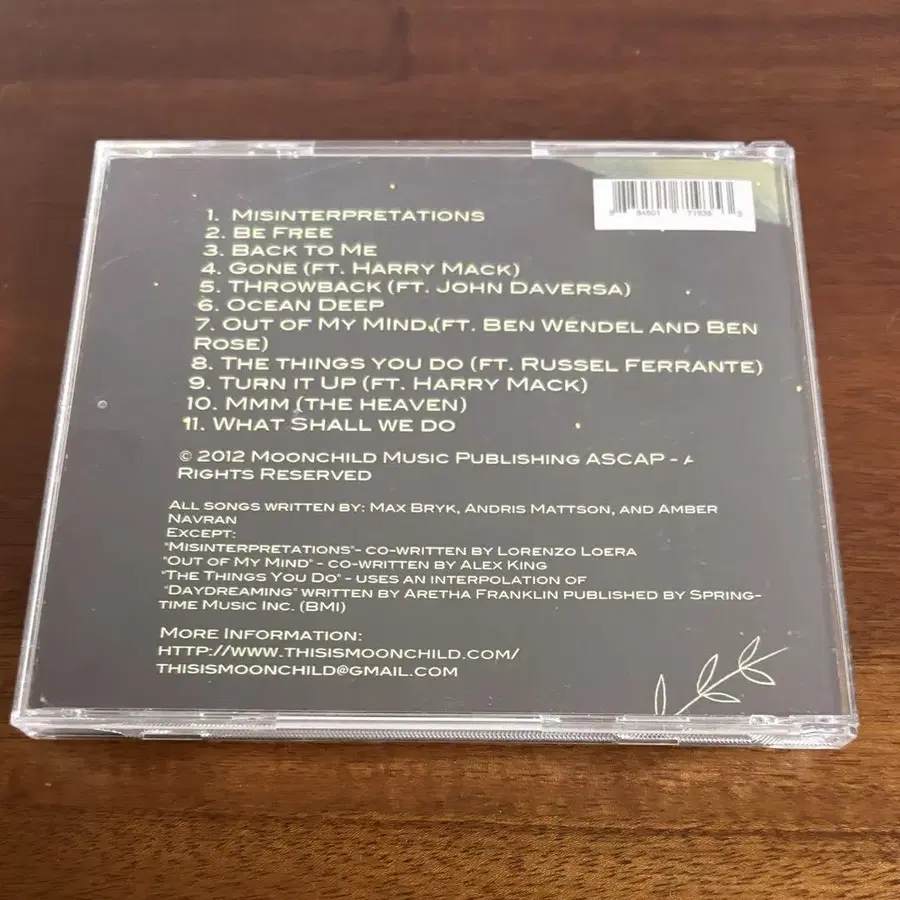 8 84501 71938 3
1. Misinterpretations
2. Be Free
3. Back to Me
4. Gone (ft. Harry Mack)
5. Throwback (ft. John Daversa)
6. Ocean Deep
7. Out of My Mind (ft. Ben Wendel and Ben
Rose)
8. The things you do (ft. Russel Ferrante)
9. Turn it Up (ft. Harry Mack)
10. Mmm (the heaven)
11. What Shall we do
© 2012 Moonchild Music Publishing ASCAP -
Rights Reserved
All songs written by: Max Bryk, Andris Mattson, and Amber
Navran
Except:
"Misinterpretations"- co-written by Lorenzo Loera
"Out of My Mind" - co-written by Alex King
"The Things You Do" - uses an interpolation of
"Daydreaming" written by Aretha Franklin published by Spring-
time Music Inc. (BMI)
More Information:
http://www.thisismoonchild.com/
thisismoonchild@gmail.com